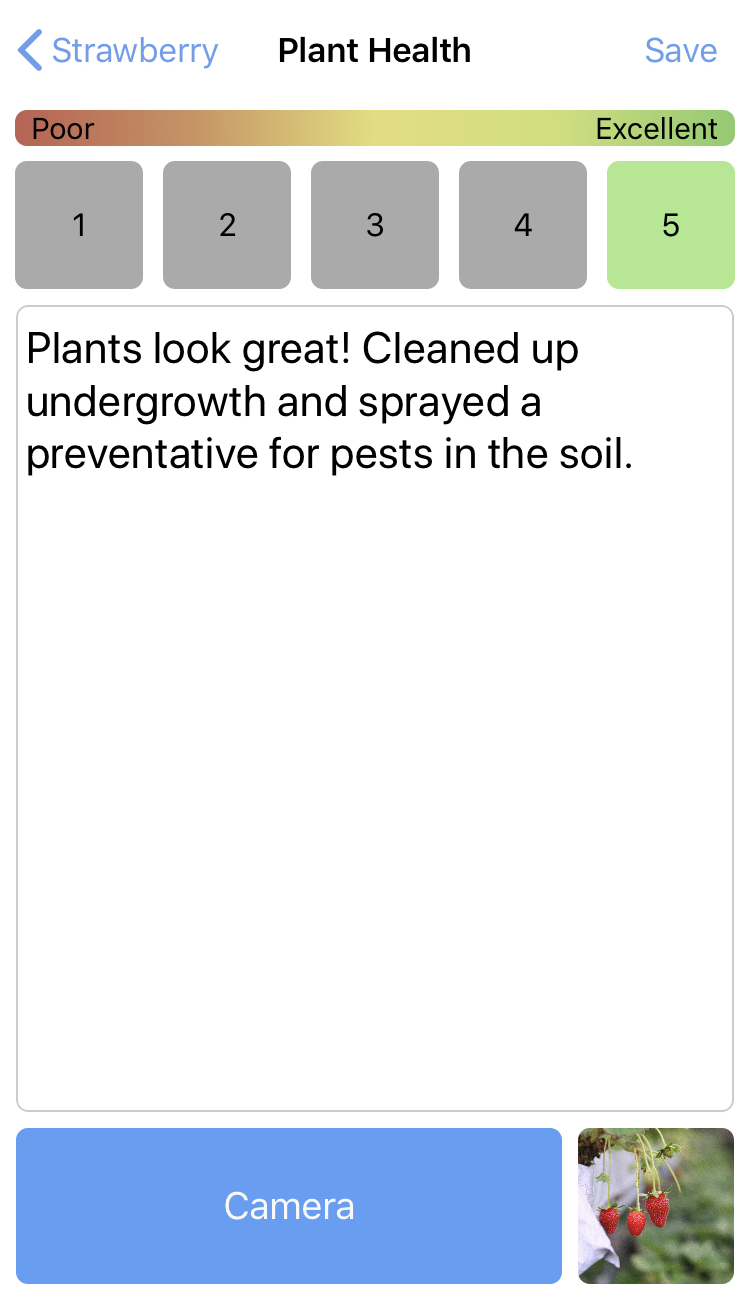 Strawberry Plant Health Save
Poor Excellent
1 2 3 4 5
Plants look great! Cleaned up
undergrowth and sprayed a
preventative for pests in the soil.
Camera